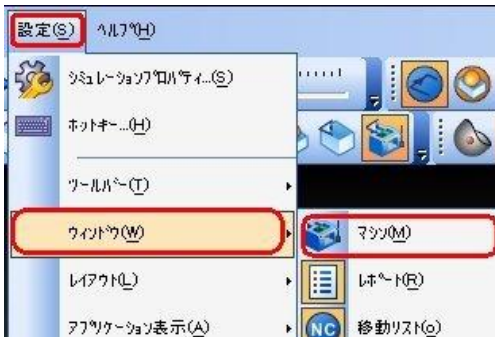 設定(S) ﾍﾙﾌﾟ(H)
ｼﾐｭﾚｰｼｮﾝﾌﾟﾛﾊﾟﾃｨ...(S)
ﾎｯﾄｷｰ...(H)
ﾂｰﾙﾊﾞｰ(T)
ｳｨﾝﾄﾞｳ(W)
ﾏｼﾝ(M)
ﾚｲｱｳﾄ(L)
ﾚﾎﾟｰﾄ(R)
ｱﾌﾟﾘｹｰｼｮﾝ表示(A)
NC 移動ﾘｽﾄ(o)